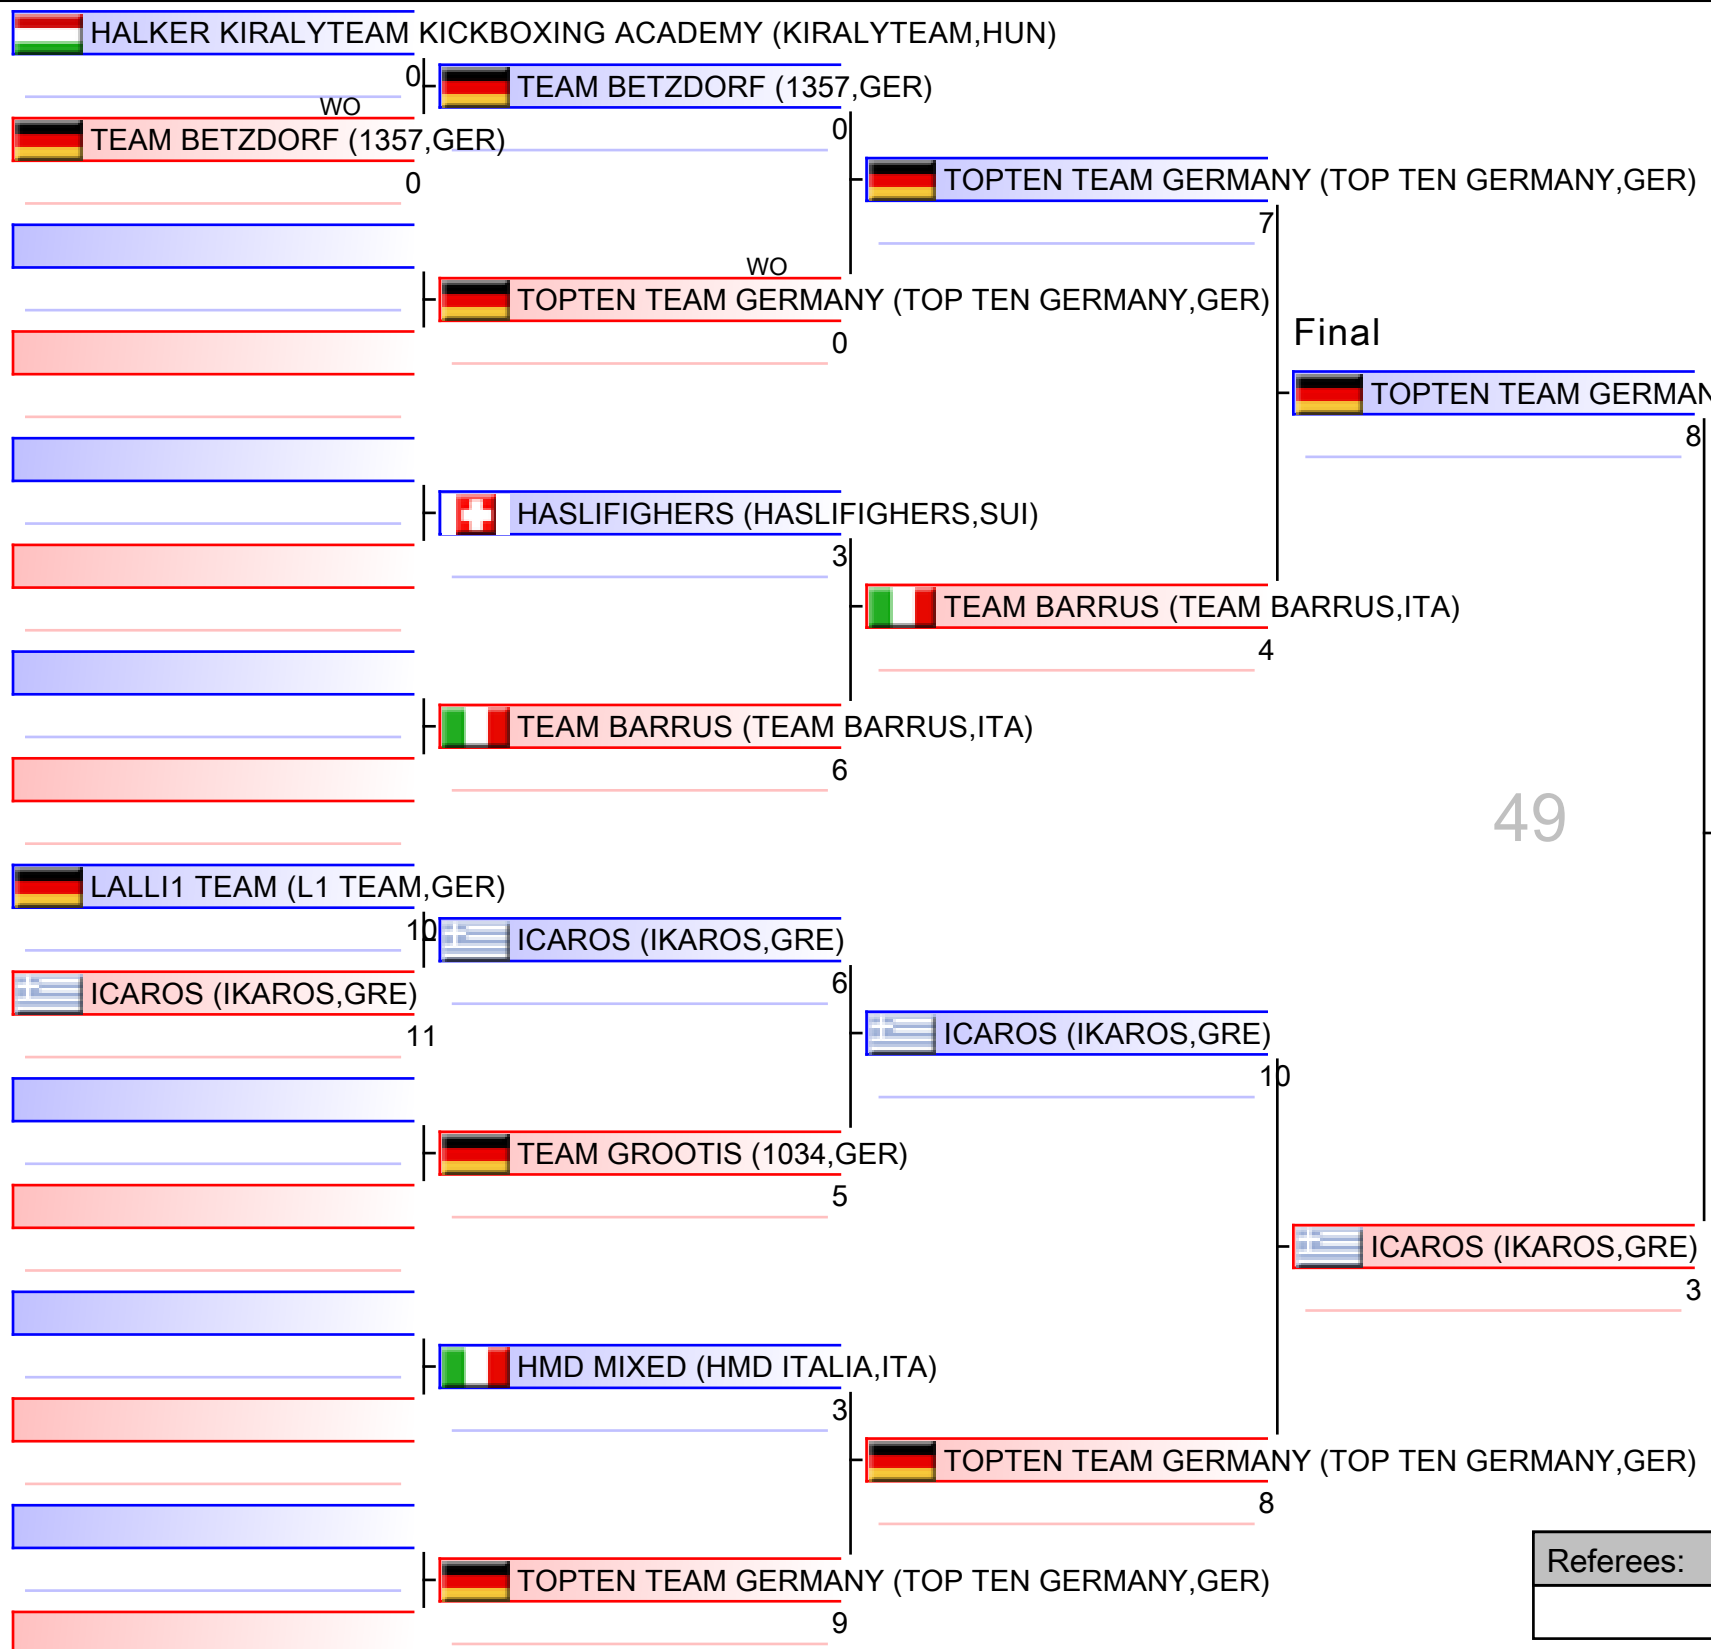 HALKER KIRALYTEAM KICKBOXING ACADEMY (KIRALYTEAM,HUN)
0
TEAM BETZDORF (1357,GER)
WO
TEAM BETZDORF (1357,GER)
0
0
TOPTEN TEAM GERMANY (TOP TEN GERMANY,GER)
7
WO
TOPTEN TEAM GERMANY (TOP TEN GERMANY,GER)
0
Final
TOPTEN TEAM GERMAN
8
HASLIFIGHERS (HASLIFIGHERS,SUI)
3
TEAM BARRUS (TEAM BARRUS,ITA)
4
TEAM BARRUS (TEAM BARRUS,ITA)
6
49
LALLI1 TEAM (L1 TEAM,GER)
10
ICAROS (IKAROS,GRE)
6
ICAROS (IKAROS,GRE)
11
ICAROS (IKAROS,GRE)
10
TEAM GROOTIS (1034,GER)
5
ICAROS (IKAROS,GRE)
3
HMD MIXED (HMD ITALIA,ITA)
3
TOPTEN TEAM GERMANY (TOP TEN GERMANY,GER)
8
Referees:
TOPTEN TEAM GERMANY (TOP TEN GERMANY,GER)
9